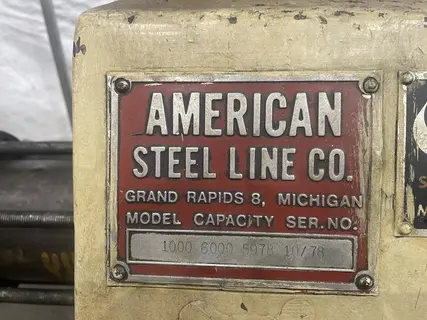 AMERICAN
STEEL LINE CO.
GRAND RAPIDS 8, MICHIGAN
MODEL CAPACITY SER. NO.
1000 6000 5978 10/78